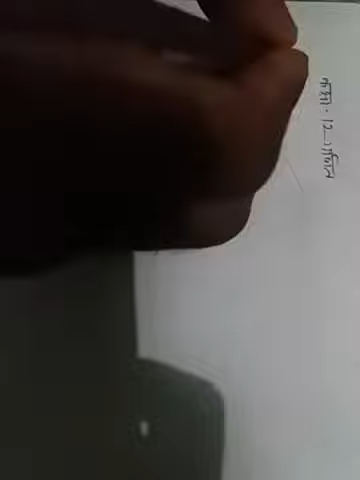 कक्षा - 12 - गणित